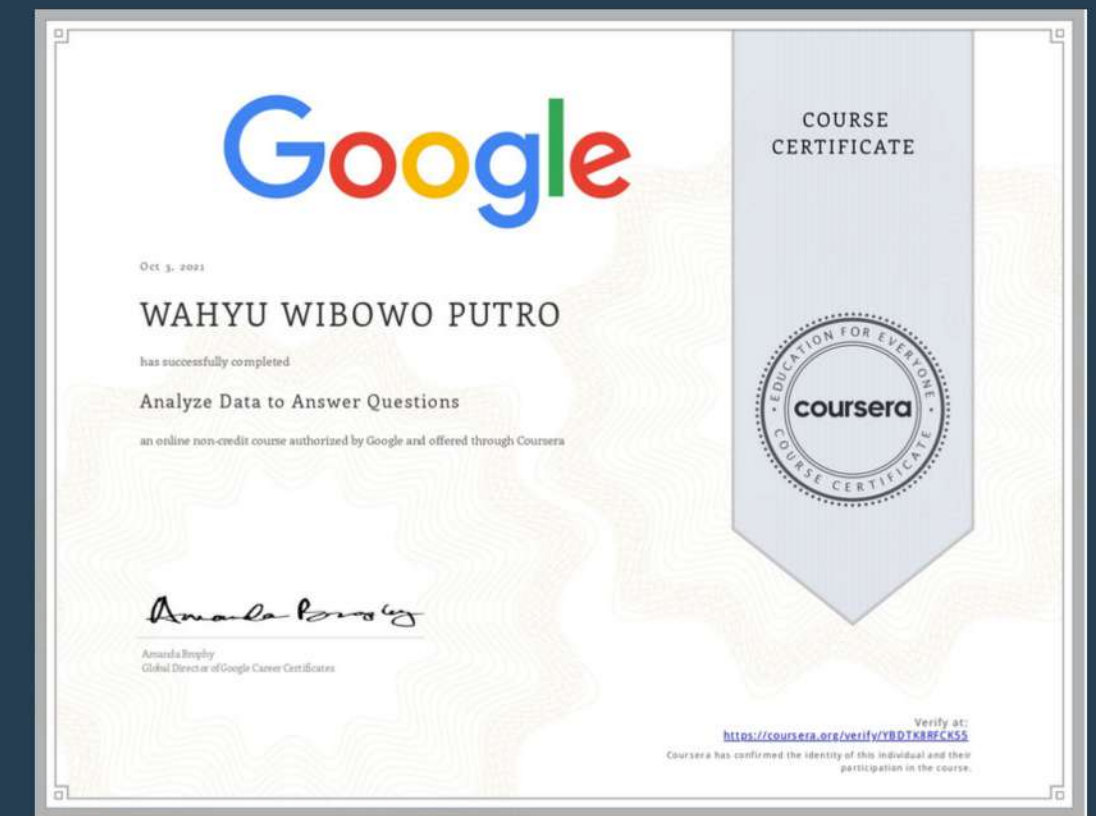 Google
COURSE
CERTIFICATE
Oct 3, 2021
WAHYU WIBOWO PUTRO
has successfully completed
Analyze Data to Answer Questions
an online non-credit course authorized by Google and offered through Coursera
EDUCATION FOR EVERYONE
coursera
COURSE CERTIFICATE
Amanda Brophy
Amanda Brophy
Global Director of Google Career Certificates
Verify at:
https://coursera.org/verify/YBDTK8RFCK55
Coursera has confirmed the identity of this individual and their
participation in the course.